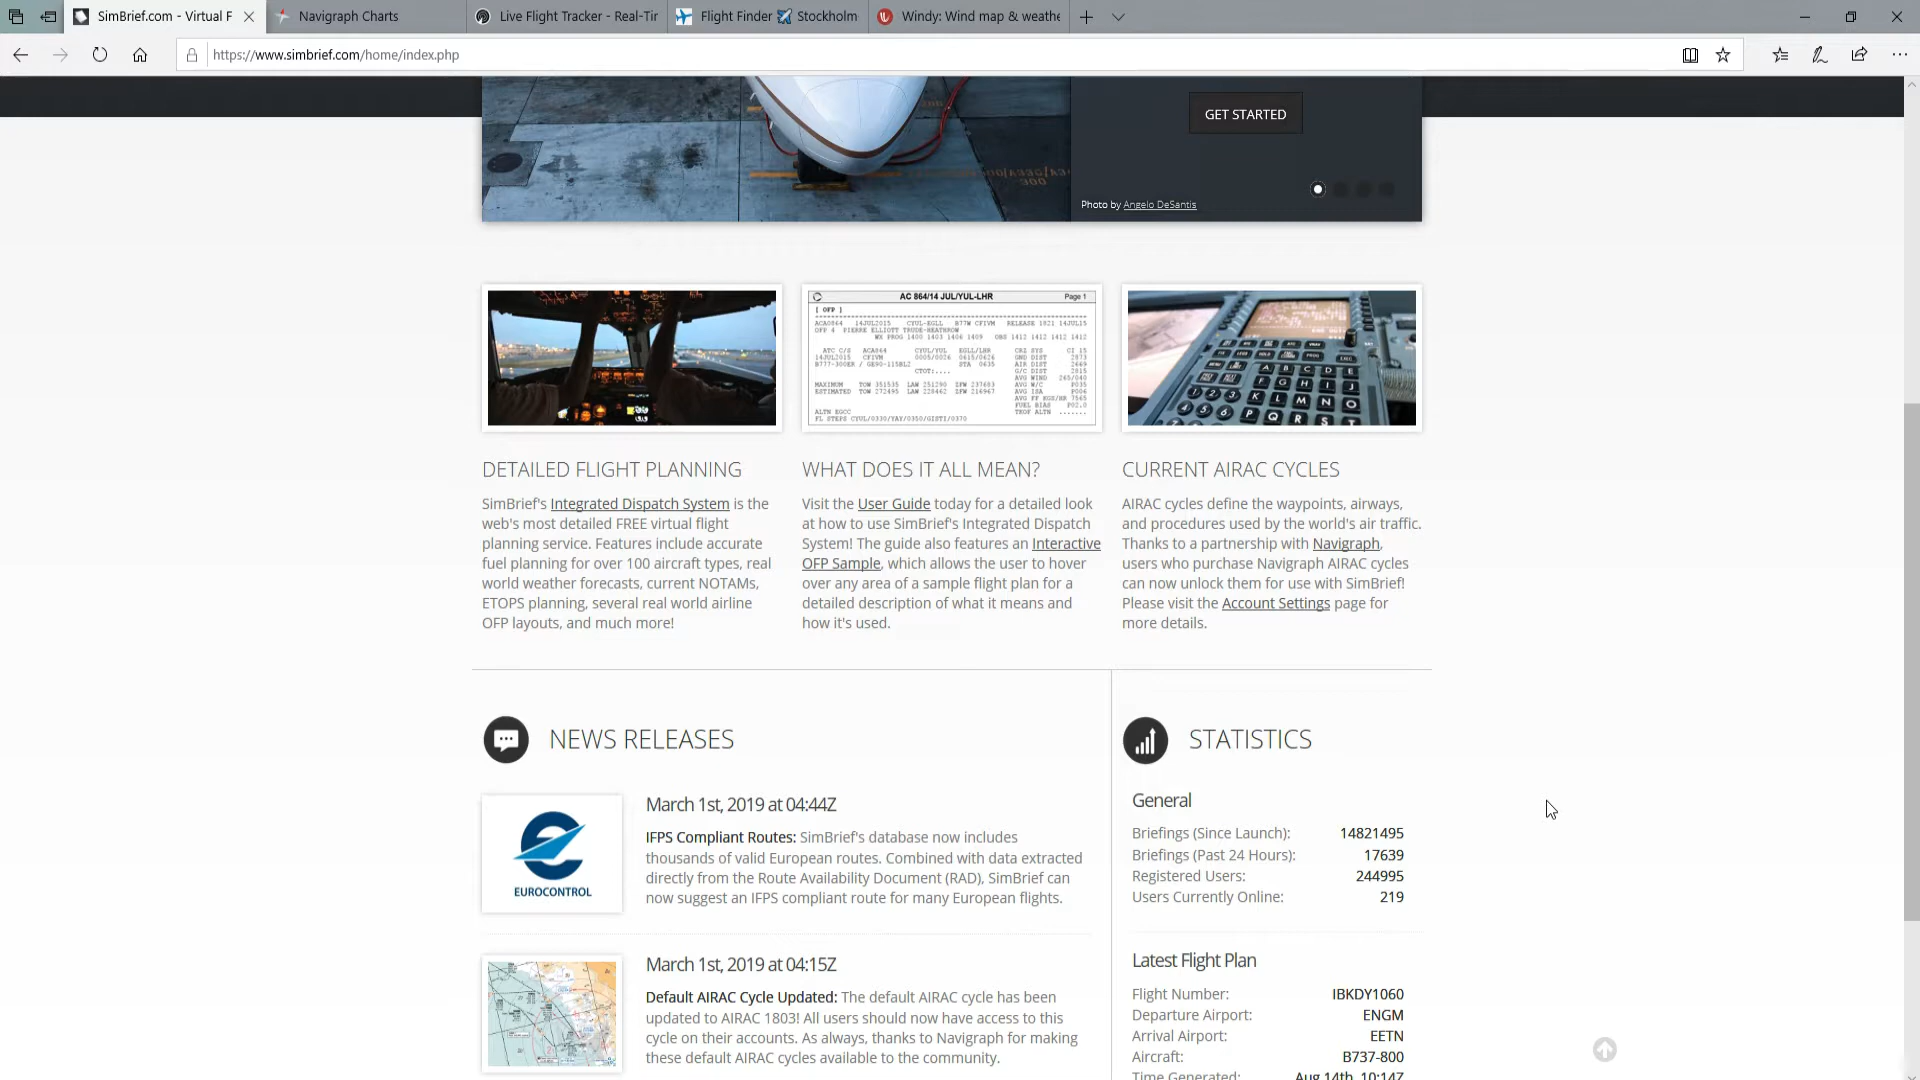 SimBrief.com - Virtual F
Navigraph Charts
Live Flight Tracker - Real-Tir
Flight Finder Stockholm
Windy: Wind map & weathe
https://www.simbrief.com/home/index.php
GET STARTED
Photo by Angelo DeSantis
AC 864/14 JUL/YUL-LHR Page 1
[ OFP ]
DETAILED FLIGHT PLANNING
SimBrief's Integrated Dispatch System is the
web's most detailed FREE virtual flight
planning service. Features include accurate
fuel planning for over 100 aircraft types, real
world weather forecasts, current NOTAMs,
ETOPS planning, several real world airline
OFP layouts, and much more!
WHAT DOES IT ALL MEAN?
Visit the User Guide today for a detailed look
at how to use SimBrief's Integrated Dispatch
System! The guide also features an Interactive
OFP Sample, which allows the user to hover
over any area of a sample flight plan for a
detailed description of what it means and
how it's used.
CURRENT AIRAC CYCLES
AIRAC cycles define the waypoints, airways,
and procedures used by the world's air traffic.
Thanks to a partnership with Navigraph,
users who purchase Navigraph AIRAC cycles
can now unlock them for use with SimBrief!
Please visit the Account Settings page for
more details.
NEWS RELEASES
EUROCONTROL
March 1st, 2019 at 04:44Z
IFPS Compliant Routes: SimBrief's database now includes
thousands of valid European routes. Combined with data extracted
directly from the Route Availability Document (RAD), SimBrief can
now suggest an IFPS compliant route for many European flights.
March 1st, 2019 at 04:15Z
Default AIRAC Cycle Updated: The default AIRAC cycle has been
updated to AIRAC 1803! All users should now have access to this
cycle on their accounts. As always, thanks to Navigraph for making
these default AIRAC cycles available to the community.
STATISTICS
General
Briefings (Since Launch): 14821495
Briefings (Past 24 Hours): 17639
Registered Users: 244995
Users Currently Online: 219
Latest Flight Plan
Flight Number: IBKDY1060
Departure Airport: ENGM
Arrival Airport: EETN
Aircraft: B737-800
Time Generated: Aug 14th, 10:14Z